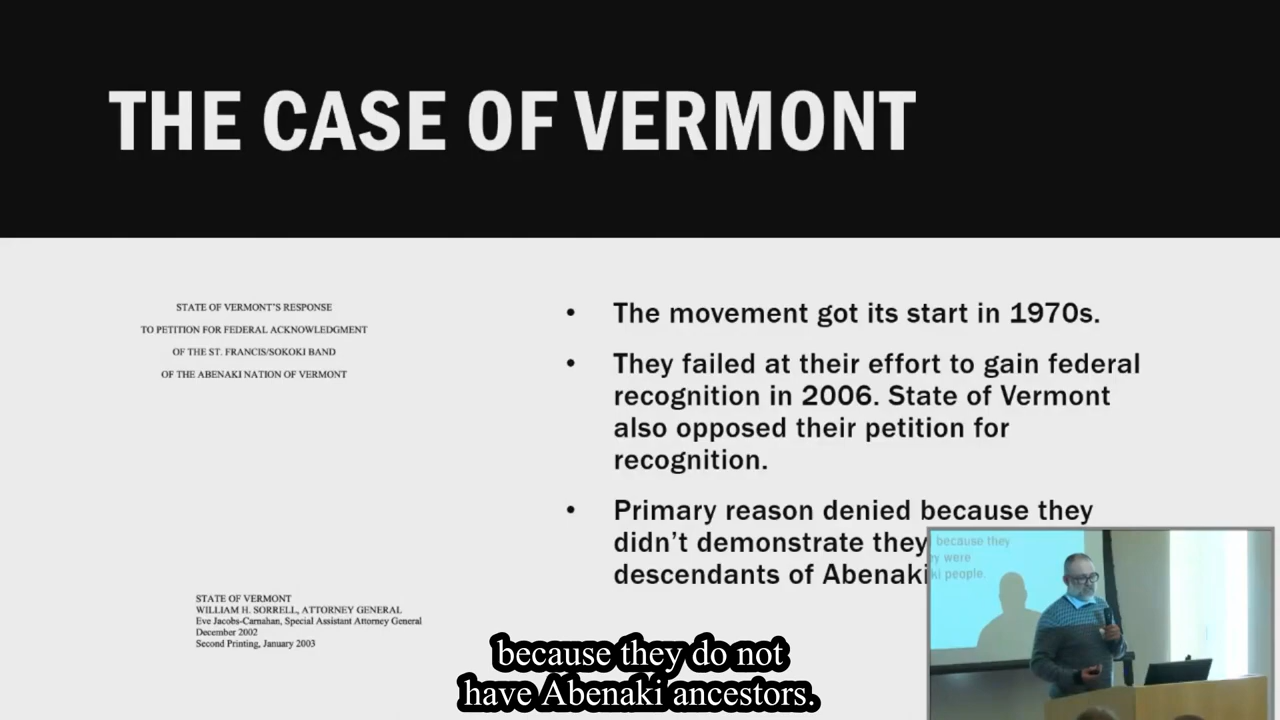 THE CASE OF VERMONT
STATE OF VERMONT'S RESPONSE
TO PETITION FOR FEDERAL ACKNOWLEDGMENT
OF THE ST. FRANCIS/SOKOKI BAND
OF THE ABENAKI NATION OF VERMONT
STATE OF VERMONT
WILLIAM H. SORRELL, ATTORNEY GENERAL
Eve Jacobs-Carnahan, Special Assistant Attorney General
December 2002
Second Printing, January 2003
• The movement got its start in 1970s.
• They failed at their effort to gain federal
recognition in 2006. State of Vermont
also opposed their petition for
recognition.
• Primary reason denied because they
didn't demonstrate they
descendants of Abenaki
because they
were
people.
because they do not
have Abenaki ancestors.